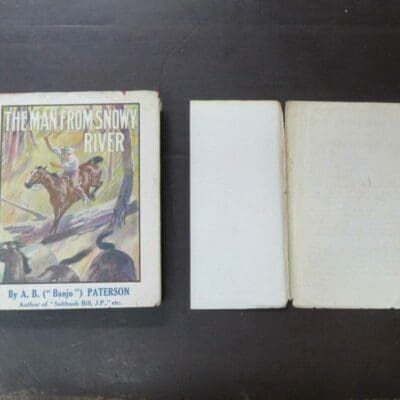 THE MAN FROM SNOWY
RIVER
By A. B. ("Banjo") PATERSON
Author of "Saltbush Bill, J.P.," etc.